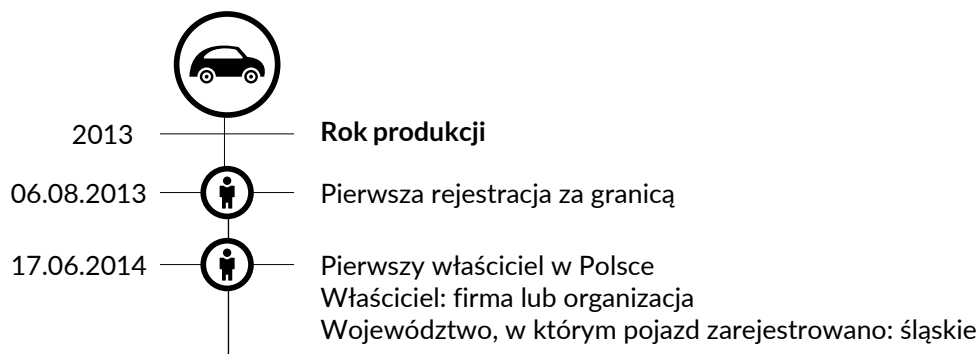 2013 Rok produkcji
06.08.2013 Pierwsza rejestracja za granicą
17.06.2014 Pierwszy właściciel w Polsce
Właściciel: firma lub organizacja
Województwo, w którym pojazd zarejestrowano: śląskie